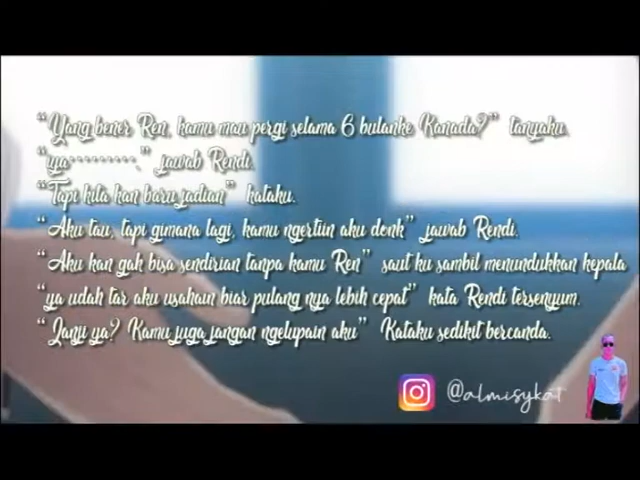 “Yang bener Ren, kamu mau pergi selama 6 bulanke Kanada?” tanyaku.
“iya..........” jawab Rendi.
“Tapi kita kan baru jadian” kataku.
“Aku tau, tapi gimana lagi, kamu ngertiin aku donk” jawab Rendi.
“Aku kan gak bisa sendirian tanpa kamu Ren” saut ku sambil menundukkan kepala
“ya udah tar aku usahain biar pulang nya lebih cepat” kata Rendi tersenyum.
“Janji ya? Kamu juga jangan ngelupain aku” Kataku sedikit bercanda.
@almisykat